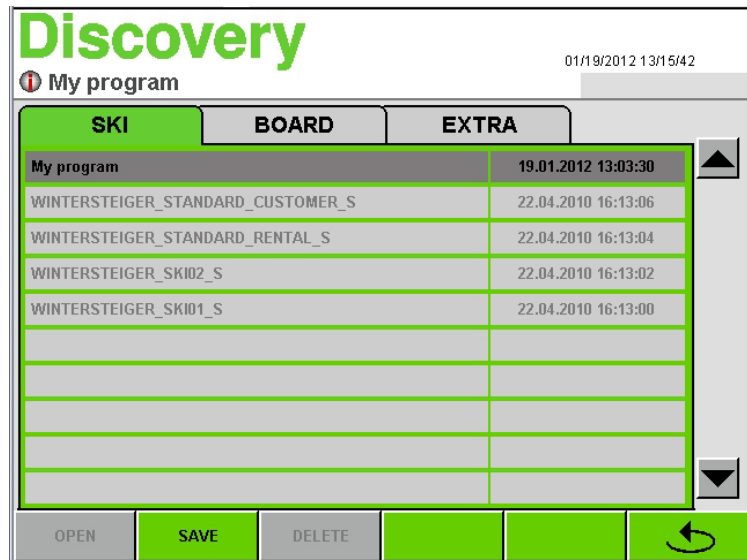 Discovery
01/19/2012 13/15/42
My program
SKI BOARD EXTRA
My program 19.01.2012 13:03:30
WINTERSTEIGER_STANDARD_CUSTOMER_S 22.04.2010 16:13:06
WINTERSTEIGER_STANDARD_RENTAL_S 22.04.2010 16:13:04
WINTERSTEIGER_SKI02_S 22.04.2010 16:13:02
WINTERSTEIGER_SKI01_S 22.04.2010 16:13:00
OPEN SAVE DELETE